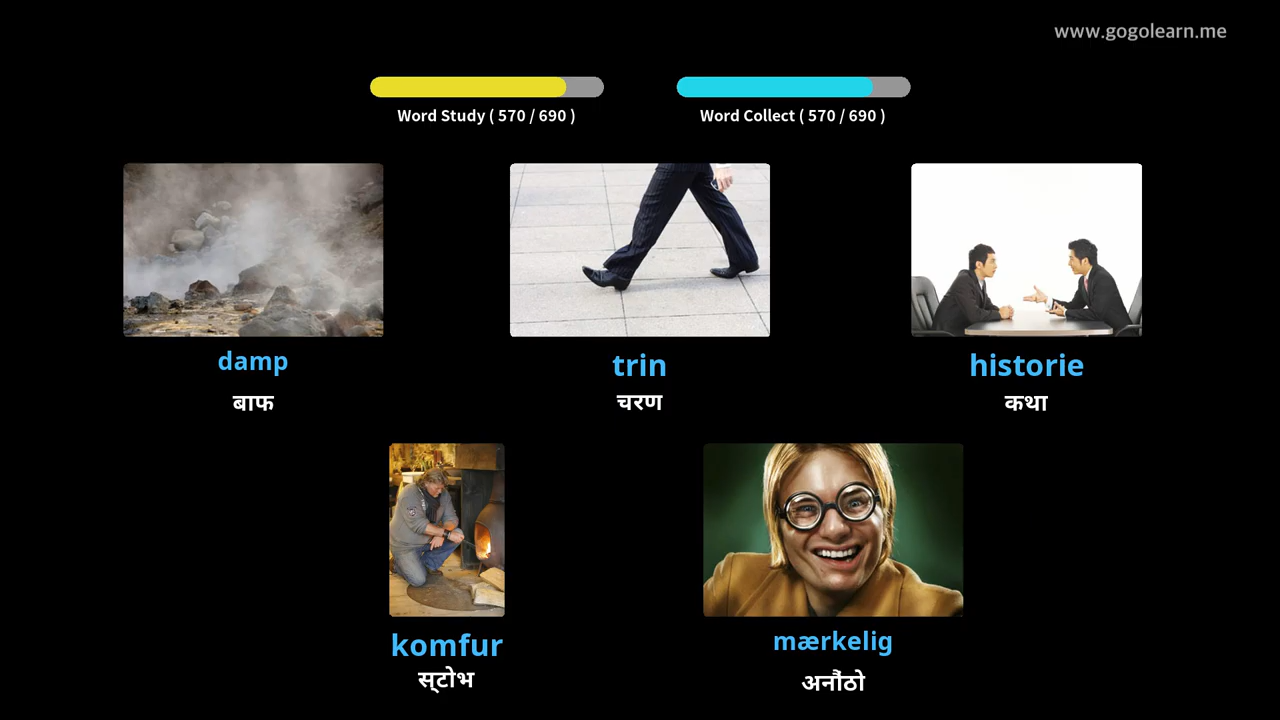 www.gogolearn.me
Word Study ( 570 / 690 )
Word Collect ( 570 / 690 )
damp
trin
historie
बाफ
चरण
कथा
komfur
mærkelig
स्टोभ
अनौंठो